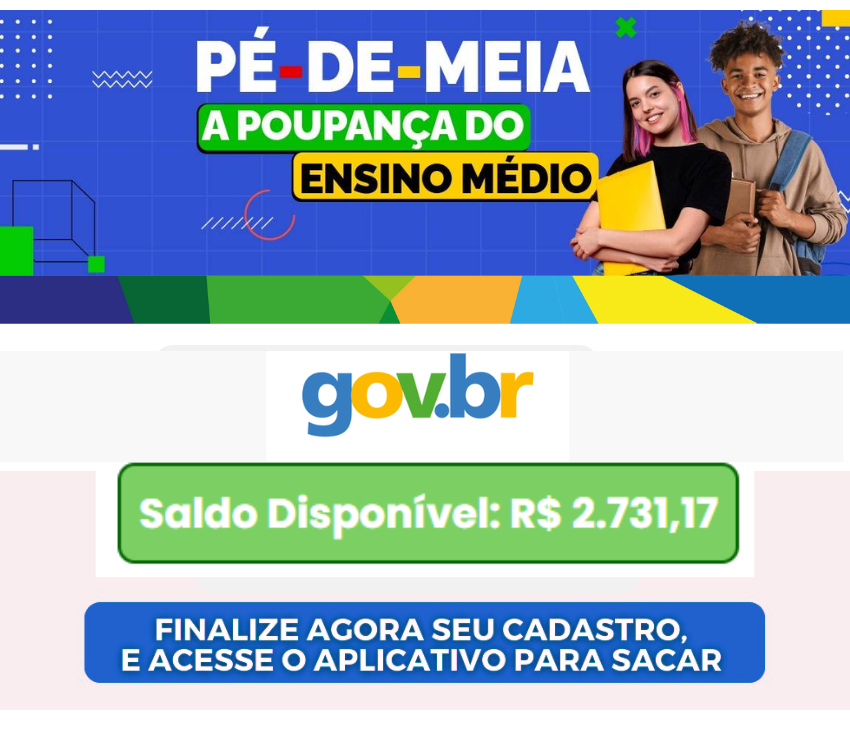 PÉ-DE-MEIA
A POUPANÇA DO
ENSINO MÉDIO
gov.br
Saldo Disponível: R$ 2.731,17
FINALIZE AGORA SEU CADASTRO,
E ACESSE O APLICATIVO PARA SACAR